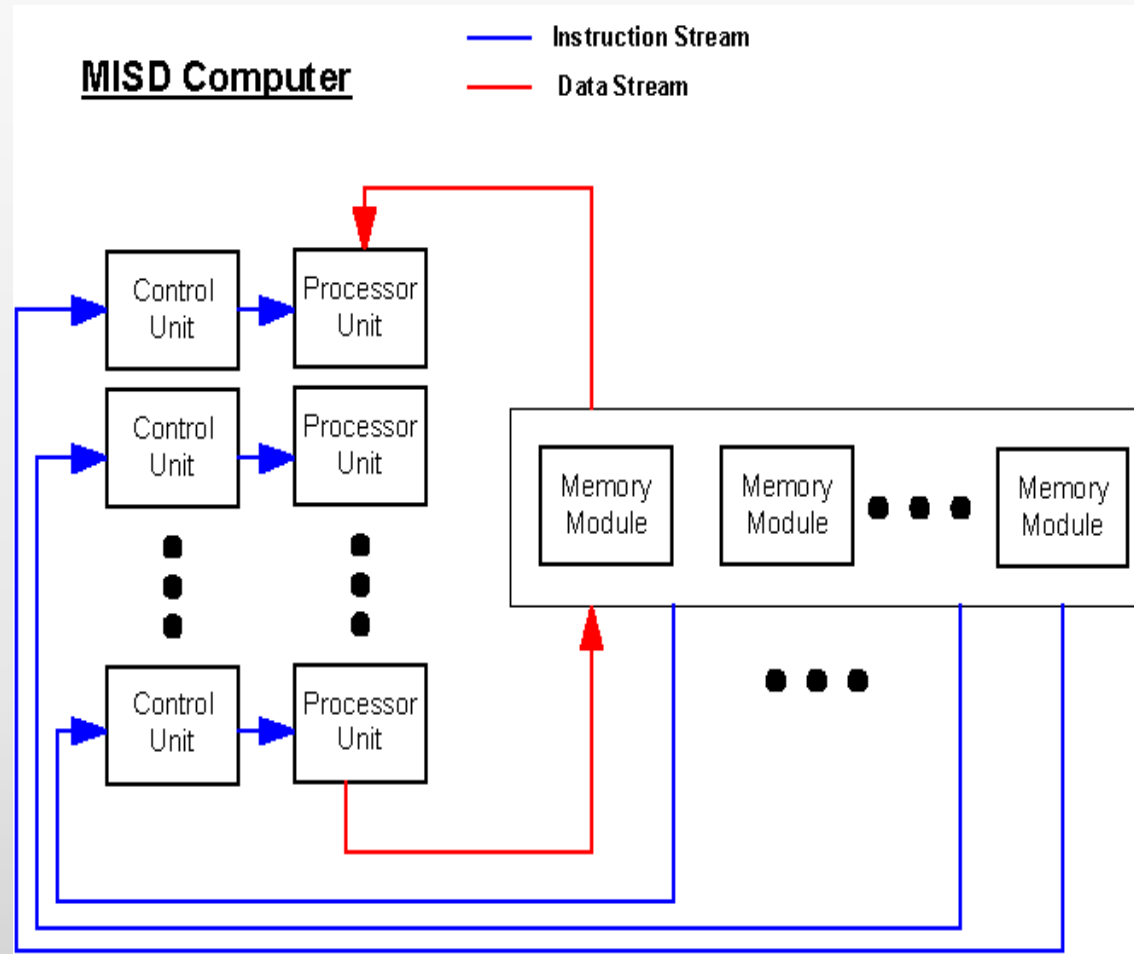 Instruction Stream
MISD Computer
Data Stream
Control
Unit
Processor
Unit
Control
Unit
Processor
Unit
Memory
Module
Memory
Module
Memory
Module
Control
Unit
Processor
Unit